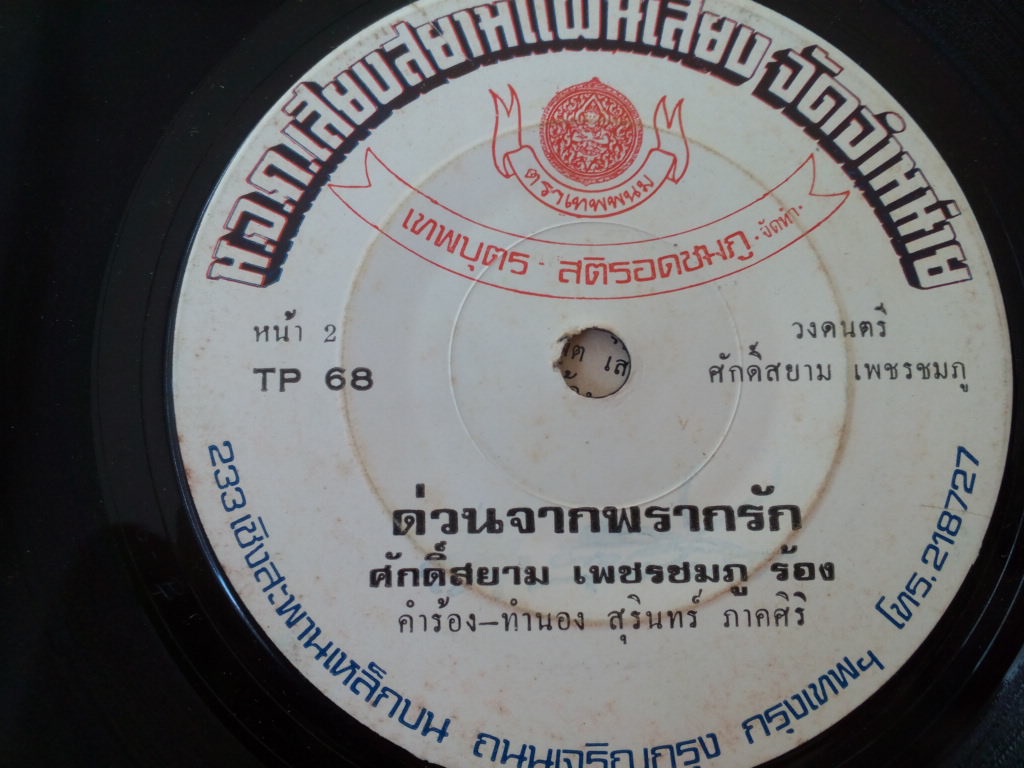 ห.จ.ก.เสียงสยามแผ่นเสียง จัดจำหน่าย
ตราเทพพนม
เทพบุตร · สติรอดชมภู · จัดทำ ·
หน้า 2
TP 68
วงดนตรี
ศักดิ์สยาม เพชรชมภู
ด่วนจากพรากรัก
ศักดิ์สยาม เพชรชมภู ร้อง
คำร้อง–ทำนอง สุรินทร์ ภาคศิริ
233 เชิงสะพานเหล็กบน ถนนเจริญกรุง กรุงเทพฯ โทร.218727